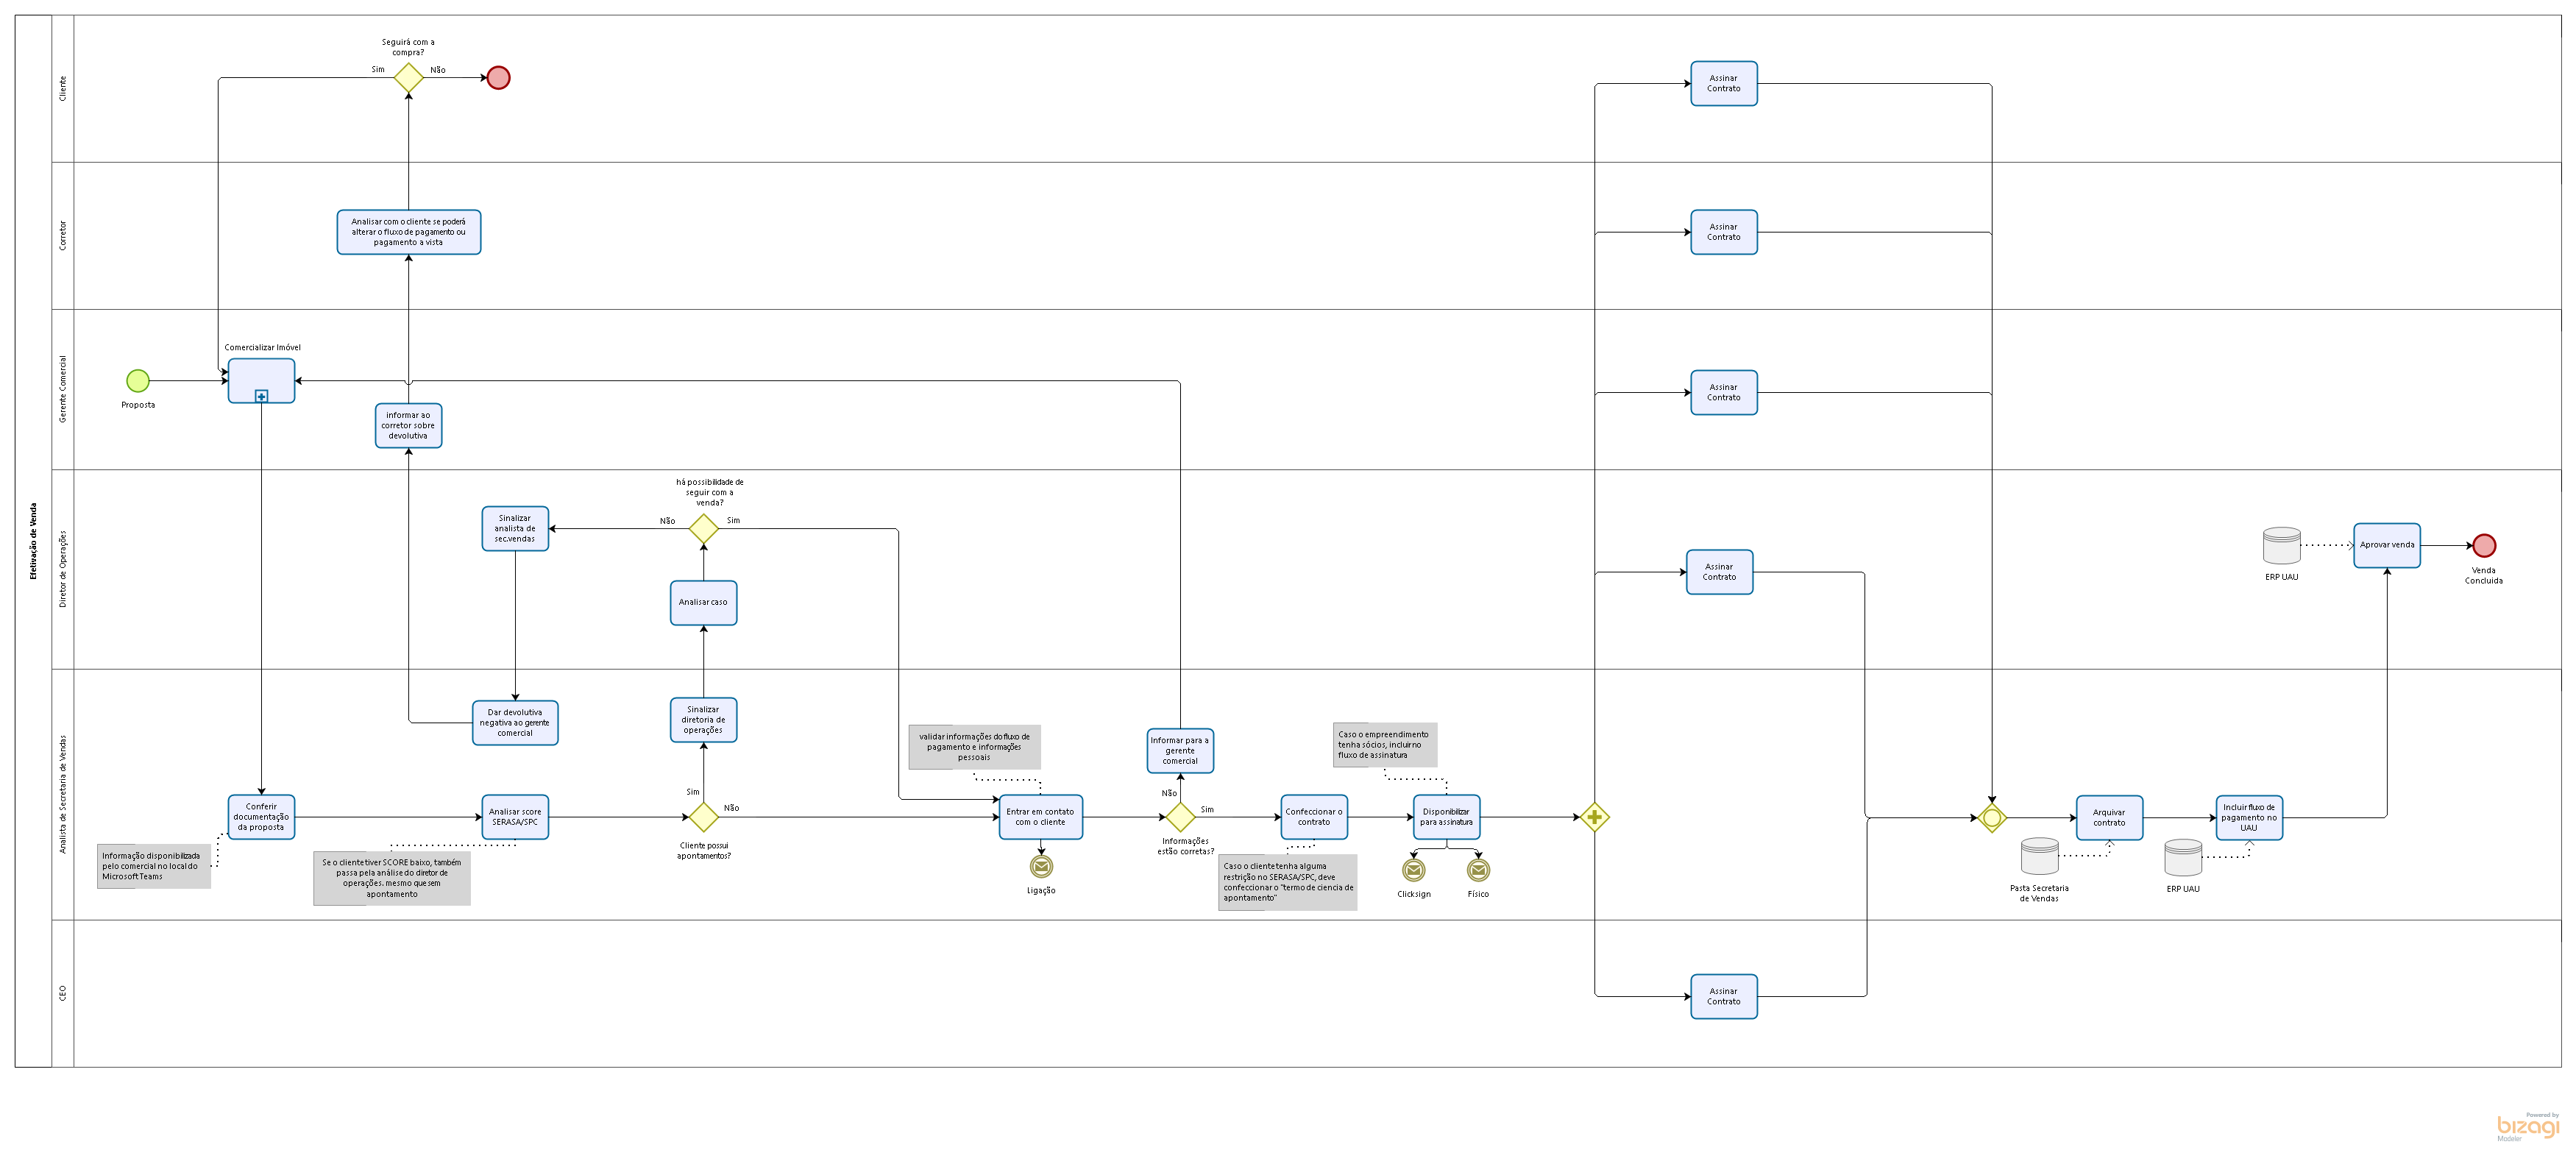 Efetivação de Venda
Cliente
Seguirá com a
compra?
Sim
Não
Assinar
Contrato
Corretor
Analisar com o cliente se poderá
alterar o fluxo de pagamento ou
pagamento a vista
Assinar
Contrato
Gerente Comercial
Proposta
Comercializar Imóvel
informar ao
corretor sobre
devolutiva
Assinar
Contrato
Diretor de Operações
Sinalizar
analista de
sec.vendas
há possibilidade de
seguir com a
venda?
Não
Sim
Analisar caso
Assinar
Contrato
ERP UAU
Aprovar venda
Venda
Concluida
Analista de Secretaria de Vendas
Dar devolutiva
negativa ao gerente
comercial
Sinalizar
diretoria de
operações
Conferir
documentação
da proposta
Informação disponibilizada
pelo comercial no local do
Microsoft Teams
Analisar score
SERASA/SPC
Se o cliente tiver SCORE baixo, também
passa pela análise do diretor de
operações. mesmo que sem
apontamento
Sim
Não
Cliente possui
apontamentos?
validar informações do fluxo de
pagamento e informações
pessoais
Entrar em contato
com o cliente
Ligação
Informar para a
gerente
comercial
Não
Sim
Informações
estão corretas?
Confeccionar o
contrato
Caso o cliente tenha alguma
restrição no SERASA/SPC, deve
confeccionar o "termo de ciencia de
apontamento"
Caso o empreendimento
tenha sócios, incluir no
fluxo de assinatura
Disponibilizar
para assinatura
Clicksign
Físico
Arquivar
contrato
Pasta Secretaria
de Vendas
Incluir fluxo de
pagamento no
UAU
ERP UAU
CEO
Assinar
Contrato
Powered by
bizagi
Modeler